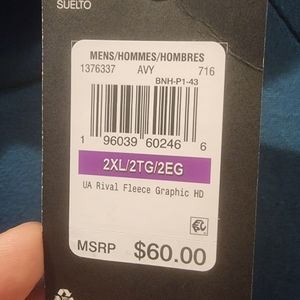 SUELTO
MENS/HOMMES/HOMBRES
1376337 AVY 716
BNH-P1-43
1 96039 60246 6
2XL/2TG/2EG
UA Rival Fleece Graphic HD
MSRP $60.00